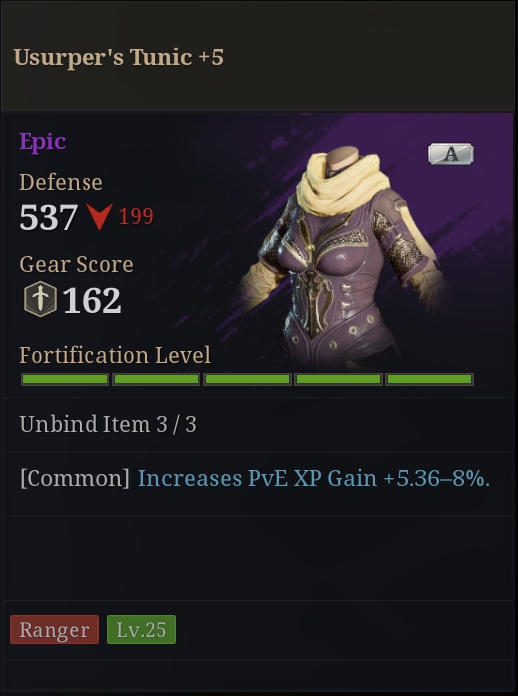 Usurper's Tunic +5
Epic
A
Defense
537 199
Gear Score
162
Fortification Level
Unbind Item 3 / 3
[Common] Increases PvE XP Gain +5.36–8%.
Ranger Lv.25